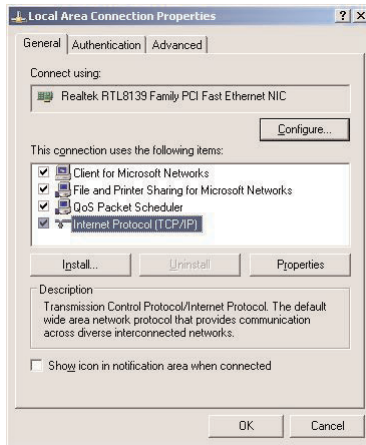 Local Area Connection Properties
General Authentication Advanced
Connect using:
Realtek RTL8139 Family PCI Fast Ethernet NIC
Configure...
This connection uses the following items:
Client for Microsoft Networks
File and Printer Sharing for Microsoft Networks
QoS Packet Scheduler
Internet Protocol (TCP/IP)
Install... Uninstall Properties
Description
Transmission Control Protocol/Internet Protocol. The default
wide area network protocol that provides communication
across diverse interconnected networks.
Show icon in notification area when connected
OK Cancel